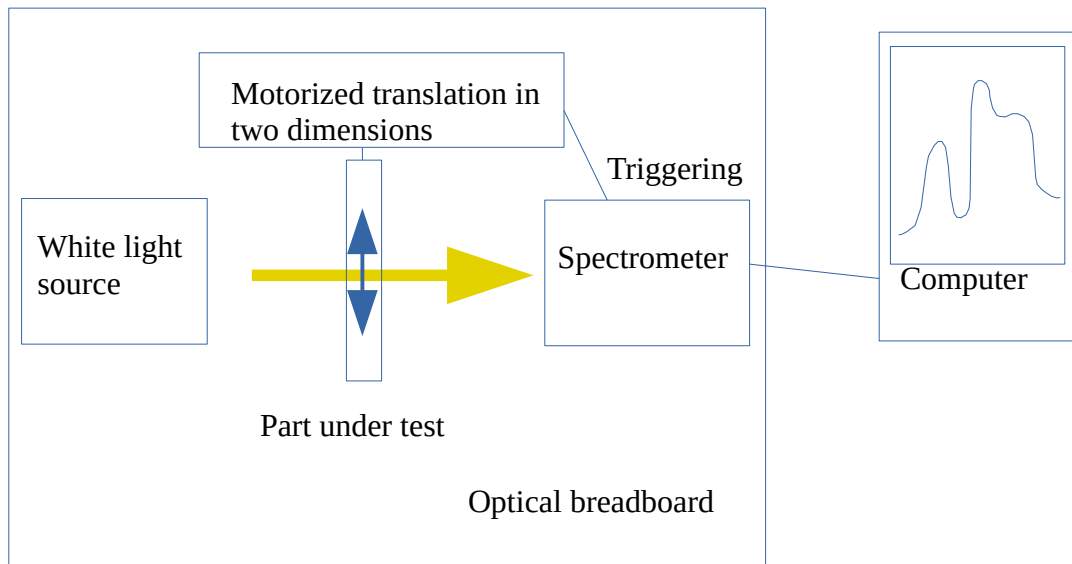 Motorized translation in
two dimensions
Triggering
White light
source
Spectrometer
Computer
Part under test
Optical breadboard